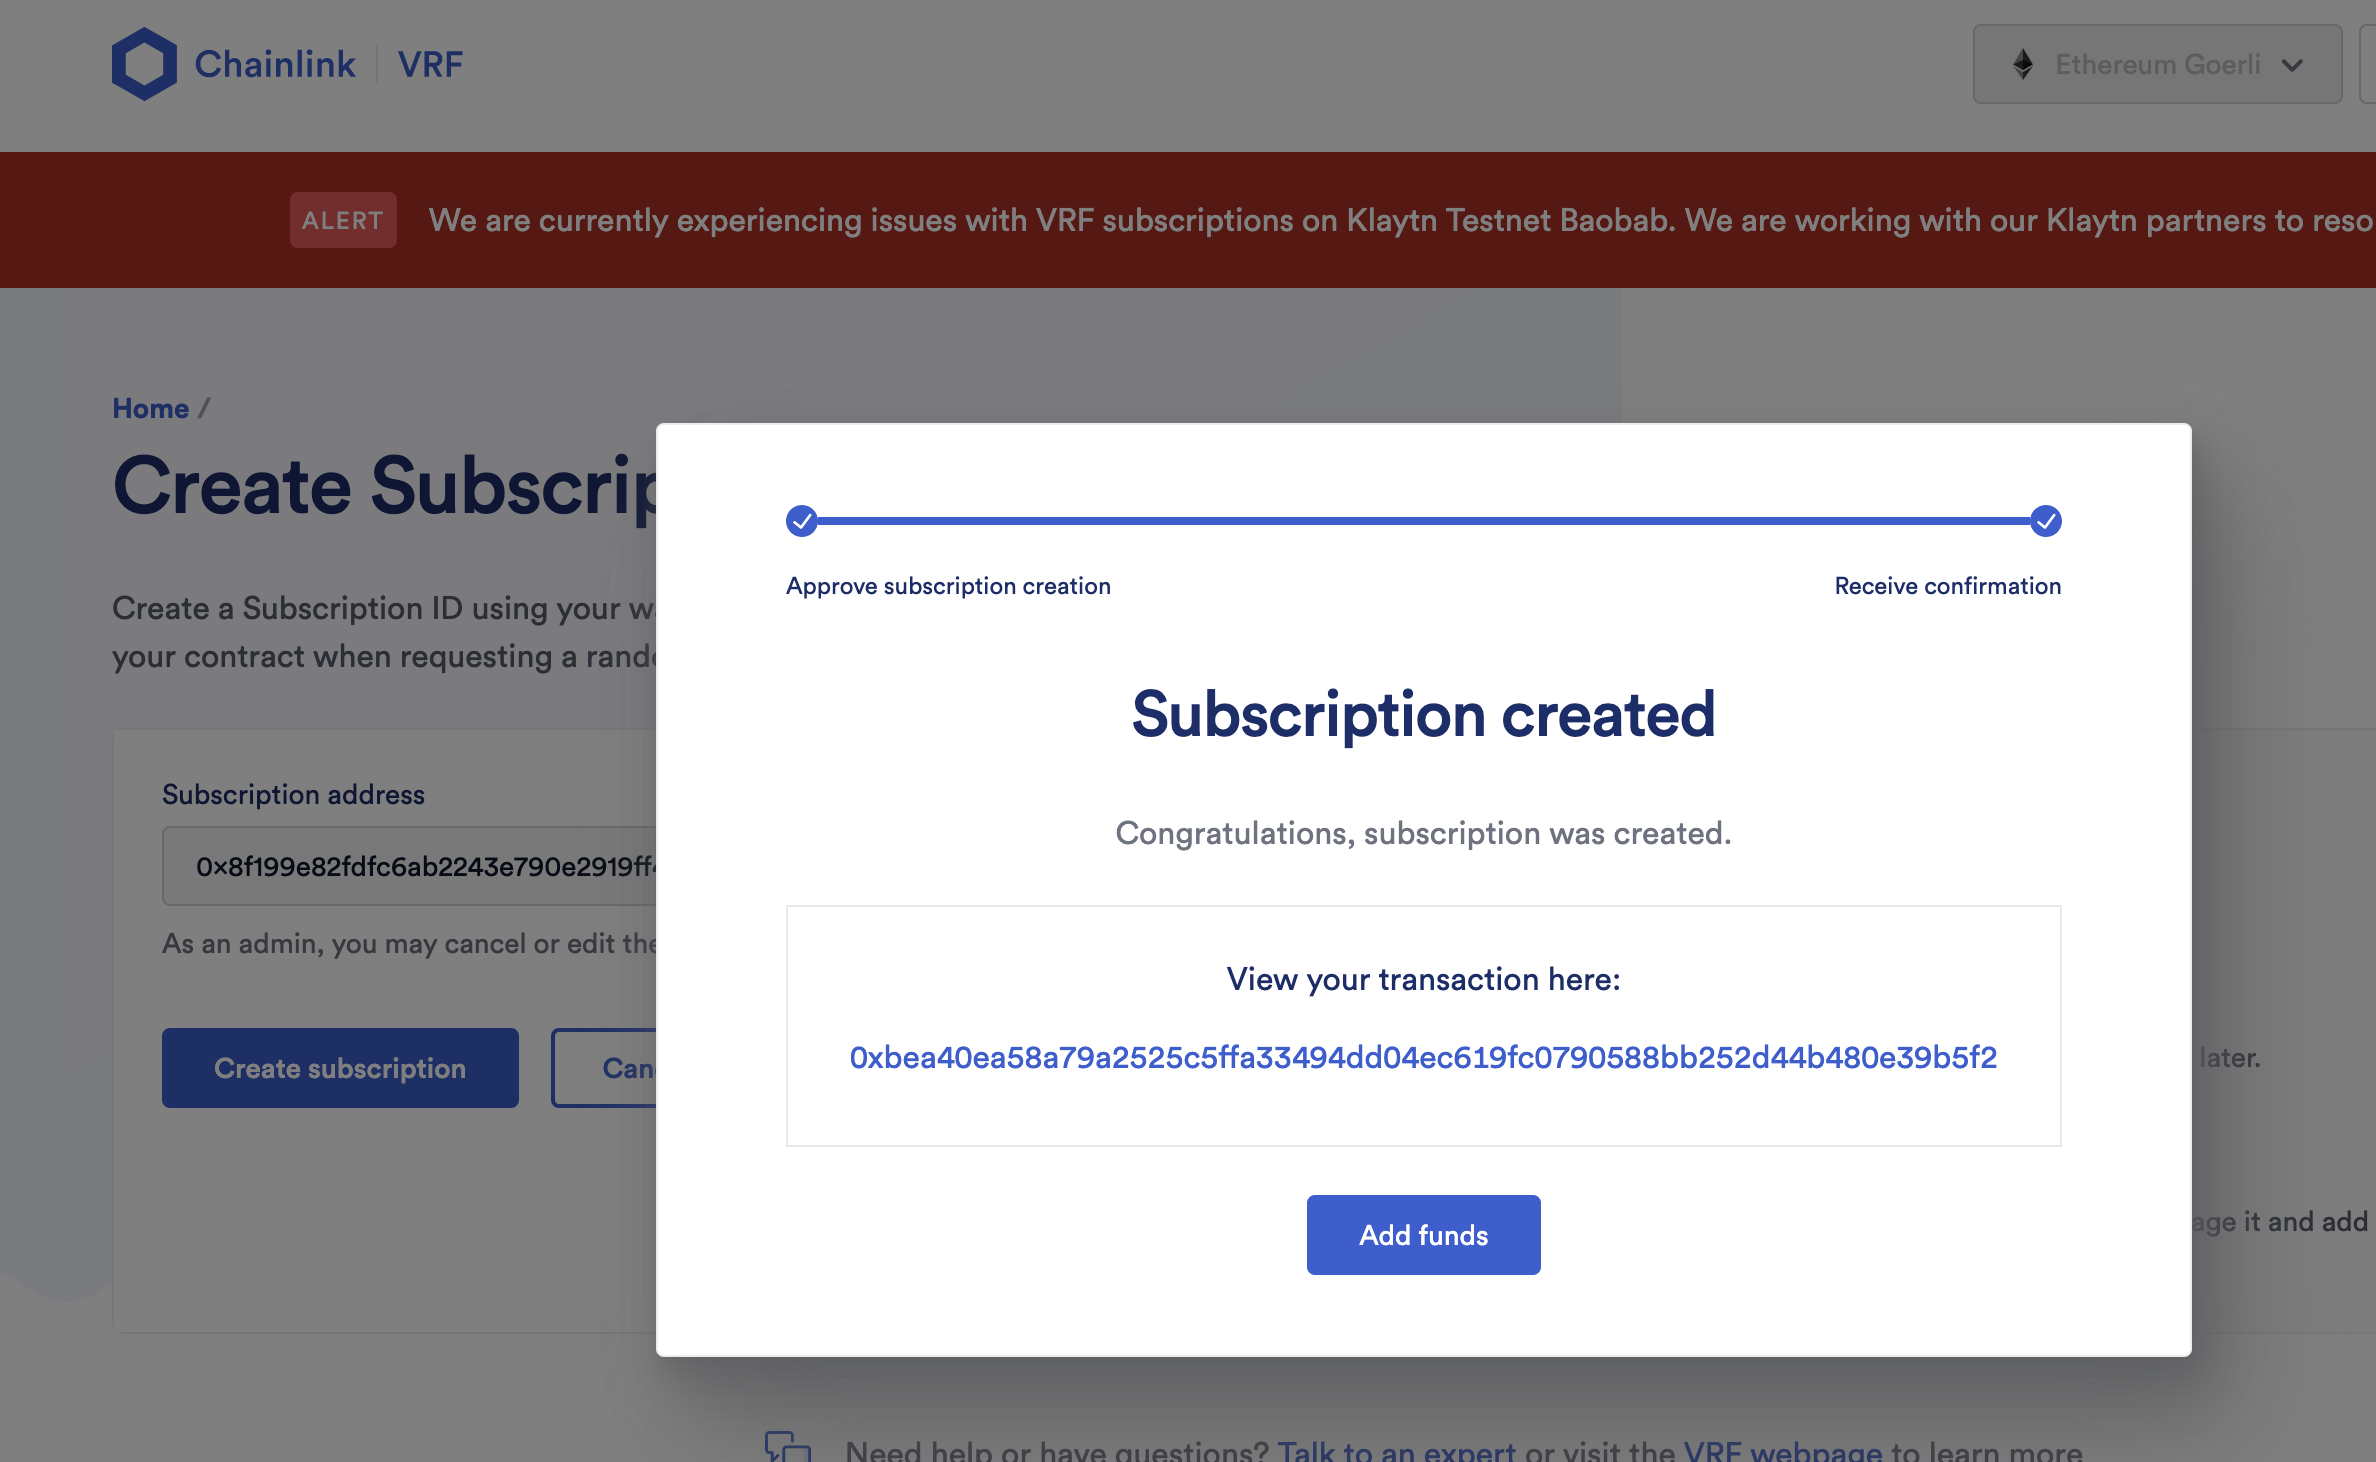 Chainlink | VRF
Ethereum Goerli
ALERT
We are currently experiencing issues with VRF subscriptions on Klaytn Testnet Baobab. We are working with our Klaytn partners to reso
Home /
Create Subscrip
Create a Subscription ID using your wa
your contract when requesting a rando
Subscription address
0x8f199e82fdfc6ab2243e790e2919ff4
As an admin, you may cancel or edit the
Create subscription
Can
Approve subscription creation
Receive confirmation
Subscription created
Congratulations, subscription was created.
View your transaction here:
0xbea40ea58a79a2525c5ffa33494dd04ec619fc0790588bb252d44b480e39b5f2
Add funds
later.
age it and add
Need help or have questions? Talk to an expert or visit the VRF webpage to learn more